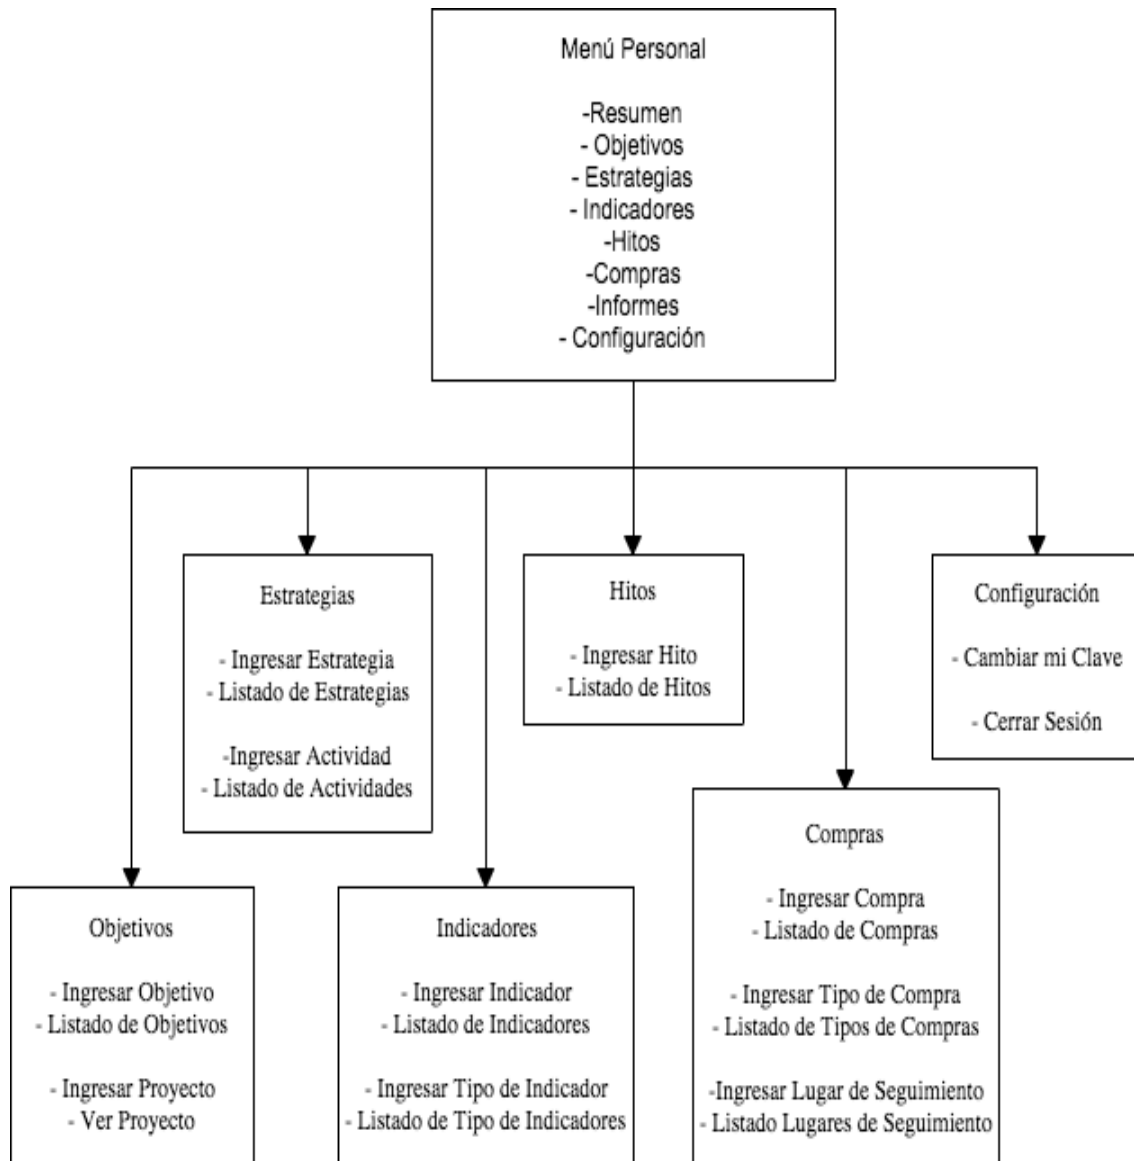 Menú Personal
-Resumen
- Objetivos
- Estrategias
- Indicadores
-Hitos
-Compras
-Informes
- Configuración
Estrategias
- Ingresar Estrategia
- Listado de Estrategias
-Ingresar Actividad
- Listado de Actividades
Hitos
- Ingresar Hito
- Listado de Hitos
Configuración
- Cambiar mi Clave
- Cerrar Sesión
Objetivos
- Ingresar Objetivo
- Listado de Objetivos
- Ingresar Proyecto
- Ver Proyecto
Indicadores
- Ingresar Indicador
- Listado de Indicadores
- Ingresar Tipo de Indicador
- Listado de Tipo de Indicadores
Compras
- Ingresar Compra
- Listado de Compras
- Ingresar Tipo de Compra
- Listado de Tipos de Compras
-Ingresar Lugar de Seguimiento
- Listado Lugares de Seguimiento